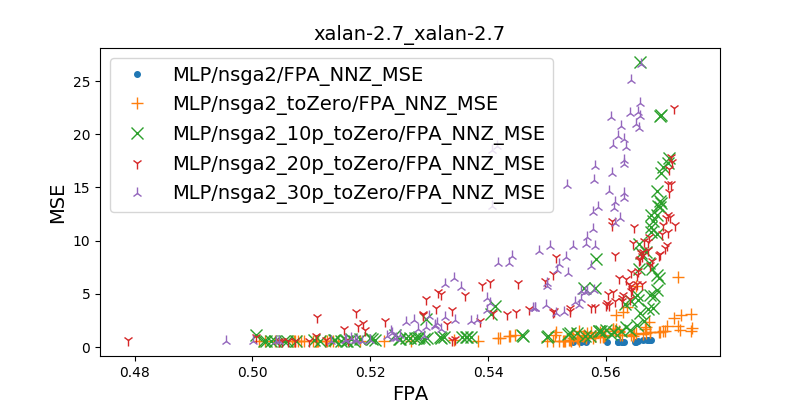 xalan-2.7_xalan-2.7
MLP/nsga2/FPA_NNZ_MSE
MLP/nsga2_toZero/FPA_NNZ_MSE
MLP/nsga2_10p_toZero/FPA_NNZ_MSE
MLP/nsga2_20p_toZero/FPA_NNZ_MSE
MLP/nsga2_30p_toZero/FPA_NNZ_MSE
MSE
25
20
15
10
5
0
0.48 0.50 0.52 0.54 0.56
FPA